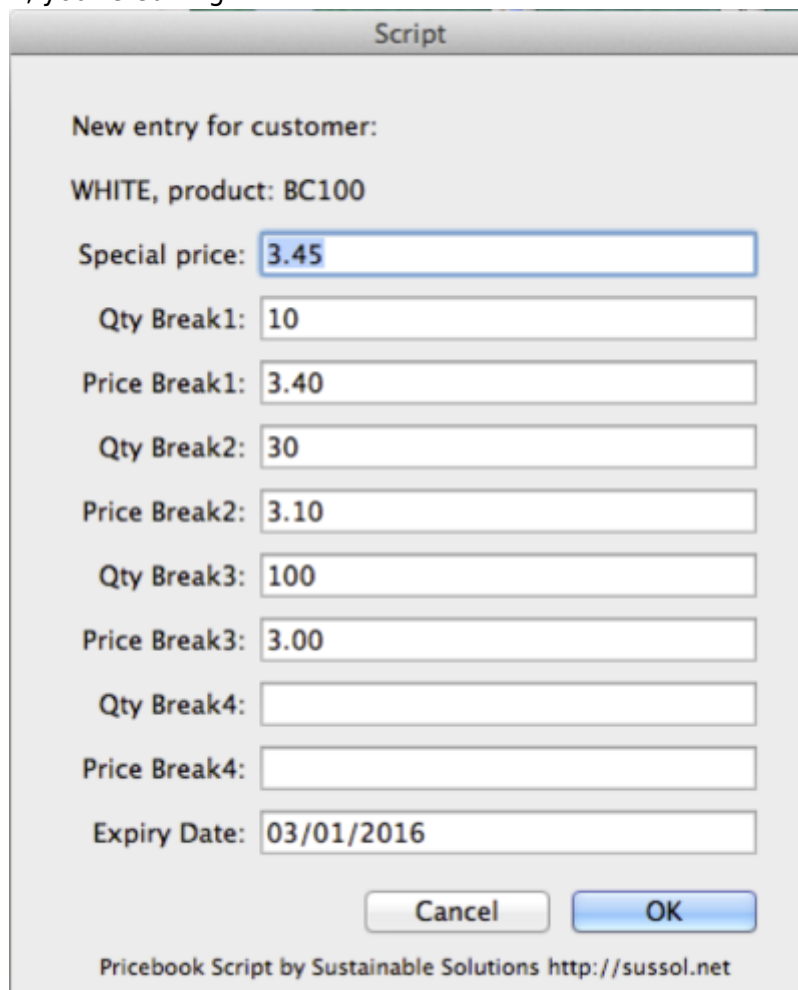 Script
New entry for customer:
WHITE, product: BC100
Special price: 3.45
Qty Break1: 10
Price Break1: 3.40
Qty Break2: 30
Price Break2: 3.10
Qty Break3: 100
Price Break3: 3.00
Qty Break4:
Price Break4:
Expiry Date: 03/01/2016
Cancel OK
Pricebook Script by Sustainable Solutions http://sussol.net